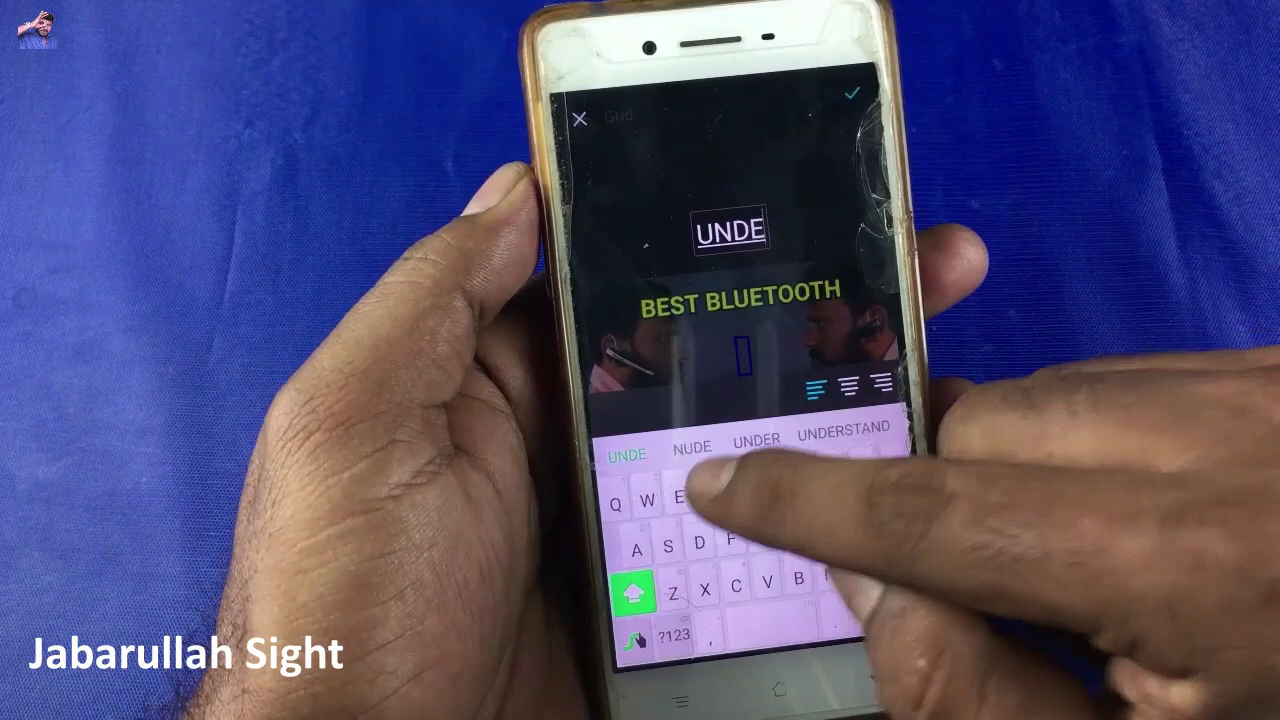 Grid
UNDE
BEST BLUETOOTH
UNDE NUDE UNDER UNDERSTAND
Q W E
A S D F
Z X C V B
?123 , .
Jabarullah Sight